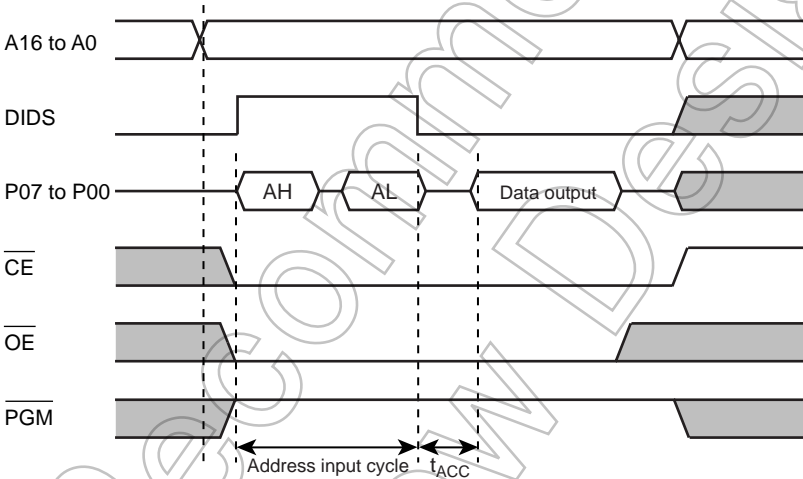 A16 to A0
DIDS
P07 to P00
AH
AL
Data output
CE
OE
PGM
Address input cycle
tACC